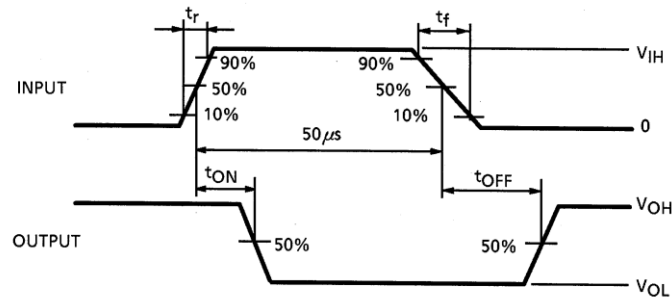 tr
tf
90%
90%
VIH
INPUT
50%
50%
10%
10%
0
50μs
tON
tOFF
VOH
OUTPUT
50%
50%
VOL